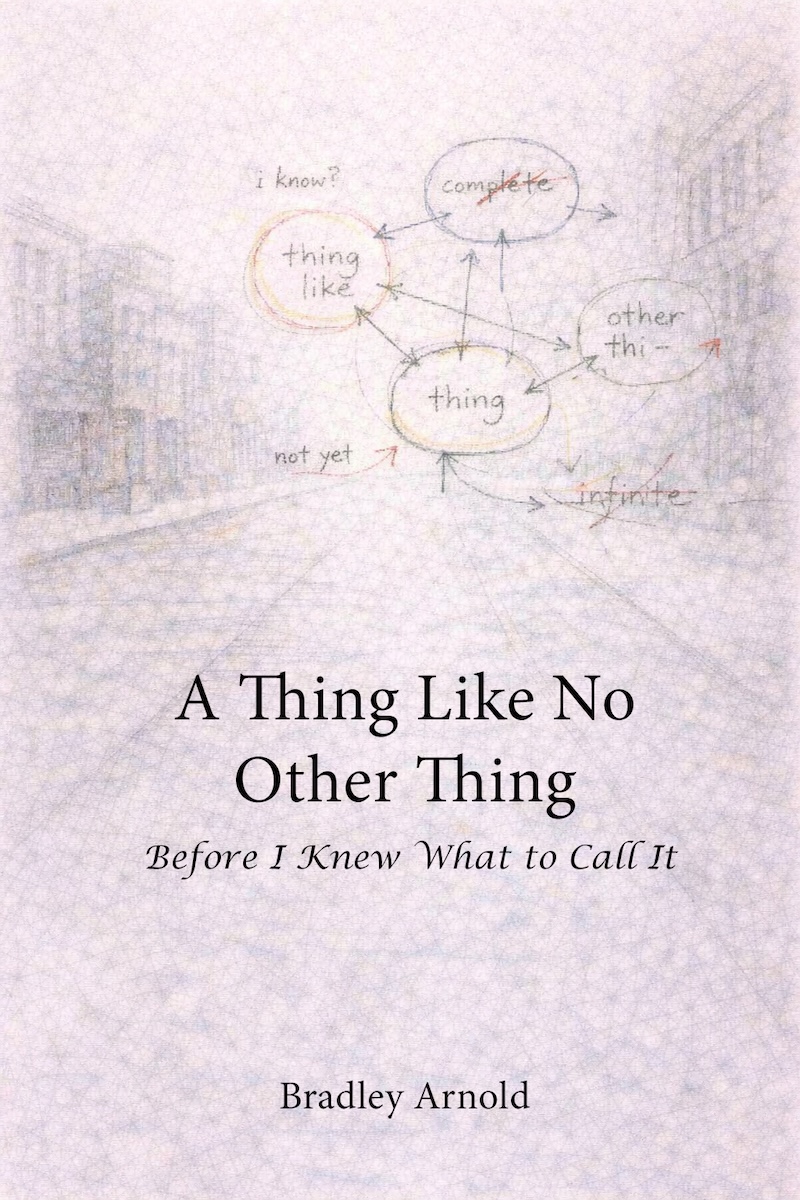 i know?
complete
thing
like
other
thi-
thing
not yet
infinite
A Thing Like No
Other Thing
Before I Knew What to Call It
Bradley Arnold